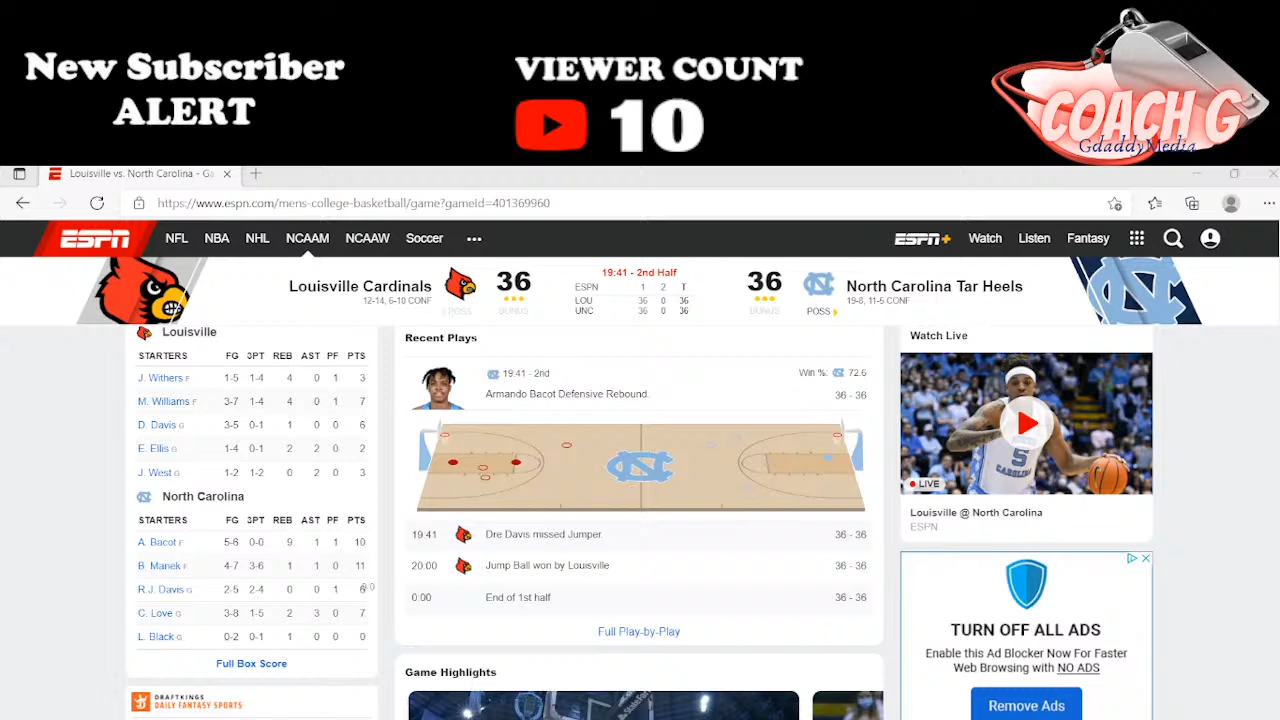 New Subscriber
ALERT
VIEWER COUNT
10
COACH G
GdaddyMedia
Louisville vs. North Carolina - Ga
https://www.espn.com/mens-college-basketball/game?gameId=401369960
ESPN NFL NBA NHL NCAAM NCAAW Soccer ... ESPN+ Watch Listen Fantasy
Louisville Cardinals
12-14, 6-10 CONF
POSS
36
BONUS
19:41 - 2nd Half
ESPN 1 2 T
LOU 36 0 36
UNC 36 0 36
36
BONUS
North Carolina Tar Heels
19-8, 11-5 CONF
POSS
Louisville
STARTERS FG 3PT REB AST PF PTS
J. Withers F 1-5 1-4 4 0 1 3
M. Williams F 3-7 1-4 4 0 1 7
D. Davis G 3-5 0-1 1 0 0 6
E. Ellis G 1-4 0-1 2 2 0 2
J. West G 1-2 1-2 0 2 0 3
North Carolina
STARTERS FG 3PT REB AST PF PTS
A. Bacot F 5-6 0-0 9 1 1 10
B. Manek F 4-7 3-6 1 1 0 11
R.J. Davis G 2-5 2-4 0 0 1 6
C. Love G 3-8 1-5 2 3 0 7
L. Black G 0-2 0-1 1 0 0 0
Full Box Score
DRAFTKINGS
DAILY FANTASY SPORTS
Recent Plays
19:41 - 2nd
Win %: 72.6
Armando Bacot Defensive Rebound.
36 - 36
19:41 Dre Davis missed Jumper. 36 - 36
20:00 Jump Ball won by Louisville 36 - 36
0:00 End of 1st half 36 - 36
Full Play-by-Play
Game Highlights
Watch Live
CAROLINA
5
LIVE
Louisville @ North Carolina
ESPN
TURN OFF ALL ADS
Enable this Ad Blocker Now For Faster
Web Browsing with NO ADS
Remove Ads